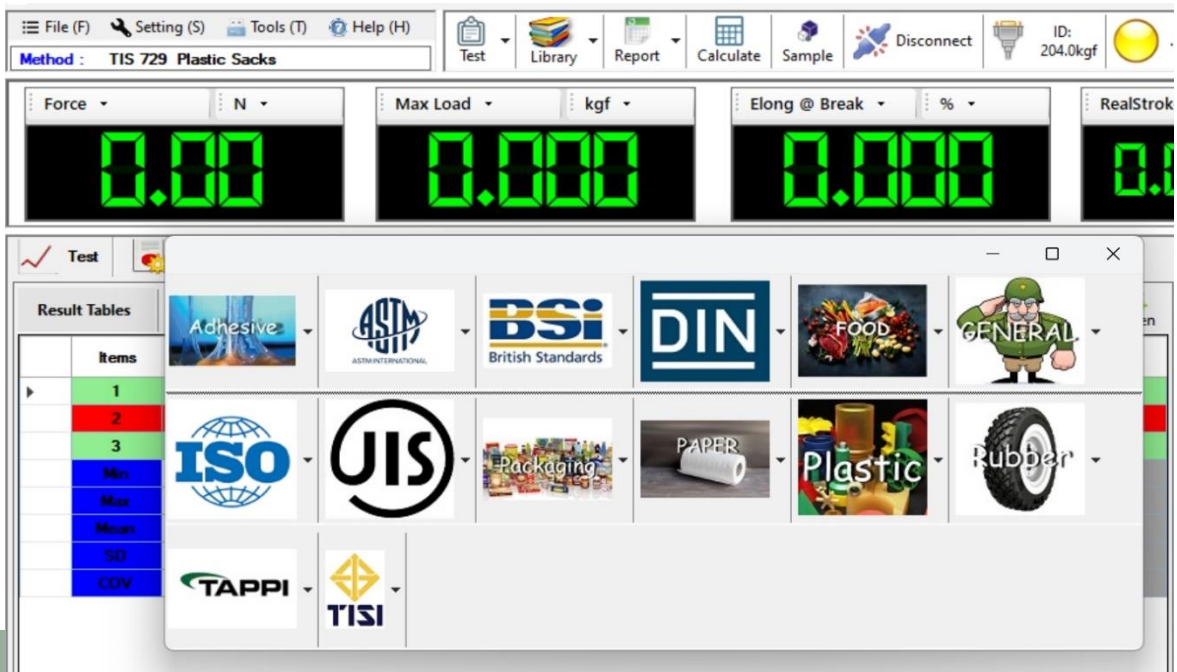 File (F) Setting (S) Tools (T) Help (H)
Method : TIS 729 Plastic Sacks
Test Library Report Calculate Sample Disconnect ID: 204.0kgf
Force N Max Load kgf Elong @ Break % RealStrok
0.00 0.000 0.000 0.
Test
Result Tables
en
Items
1
2
3
Min
Max
Mean
SD
COV
Adhesive ASTM BSi DIN FOOD GENERAL
ASTM INTERNATIONAL British Standards
ISO JIS Packaging PAPER Plastic Rubber
TAPPI TISI